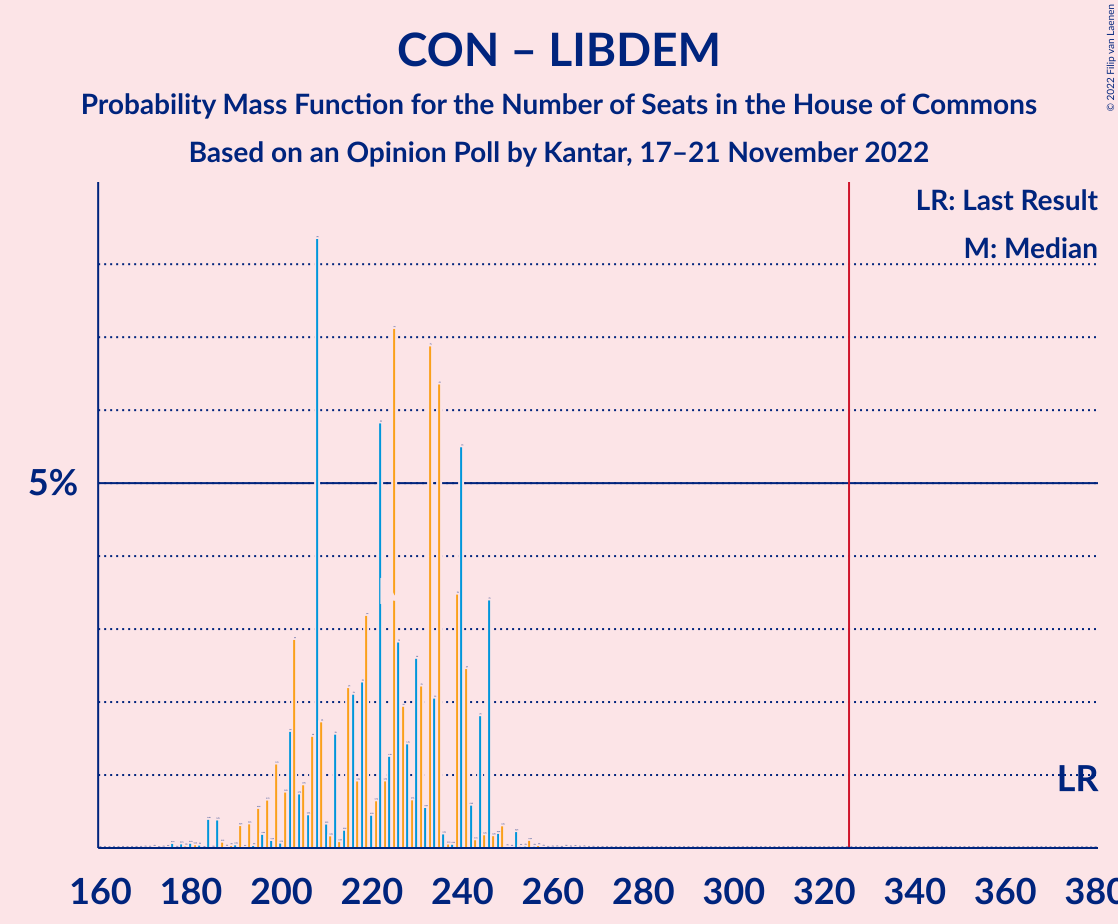 CON – LIBDEM
Probability Mass Function for the Number of Seats in the House of Commons
Based on an Opinion Poll by Kantar, 17–21 November 2022
© 2022 Filip van Laenen
LR: Last Result
M: Median
5%
LR
160 180 200 220 240 260 280 300 320 340 360 380